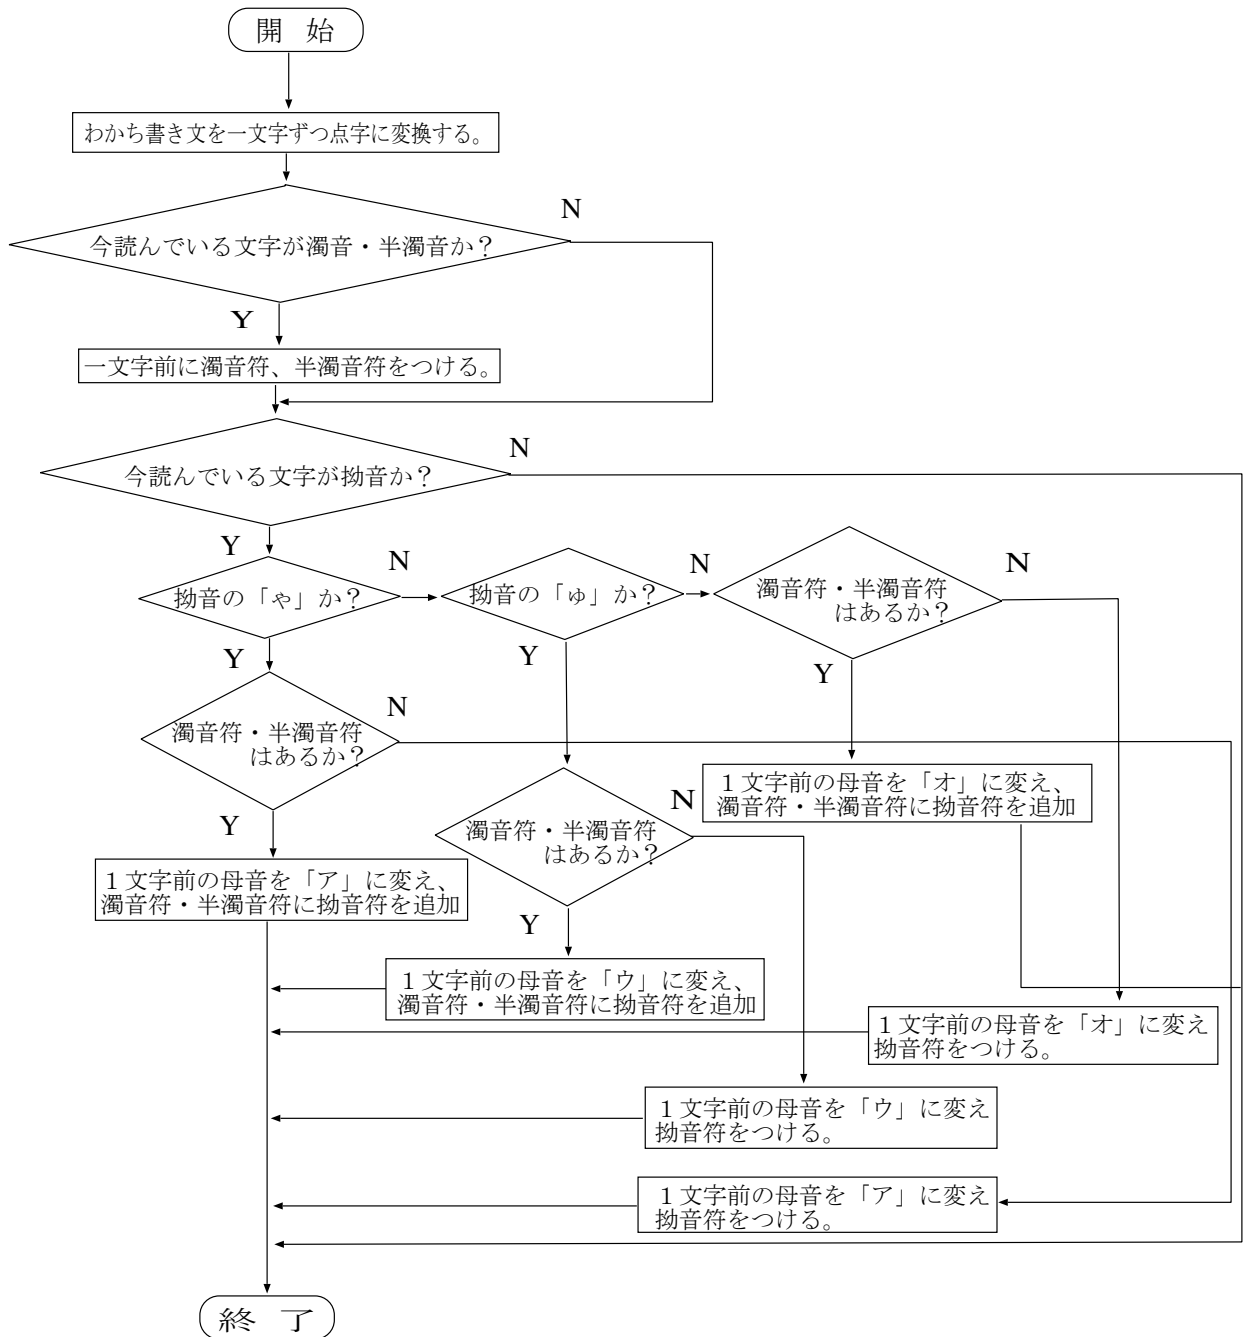 開　始
わかち書き文を一文字ずつ点字に変換する。
N
今読んでいる文字が濁音・半濁音か？
Y
一文字前に濁音符、半濁音符をつける。
N
今読んでいる文字が拗音か？
Y
N
N
N
拗音の「ゃ」か？
拗音の「ゅ」か？
濁音符・半濁音符
はあるか？
Y
Y
Y
N
濁音符・半濁音符
はあるか？
１文字前の母音を「オ」に変え、
濁音符・半濁音符に拗音符を追加
N
Y
濁音符・半濁音符
はあるか？
１文字前の母音を「ア」に変え、
濁音符・半濁音符に拗音符を追加
Y
１文字前の母音を「ウ」に変え、
濁音符・半濁音符に拗音符を追加
１文字前の母音を「オ」に変え
拗音符をつける。
１文字前の母音を「ウ」に変え
拗音符をつける。
１文字前の母音を「ア」に変え
拗音符をつける。
終　了